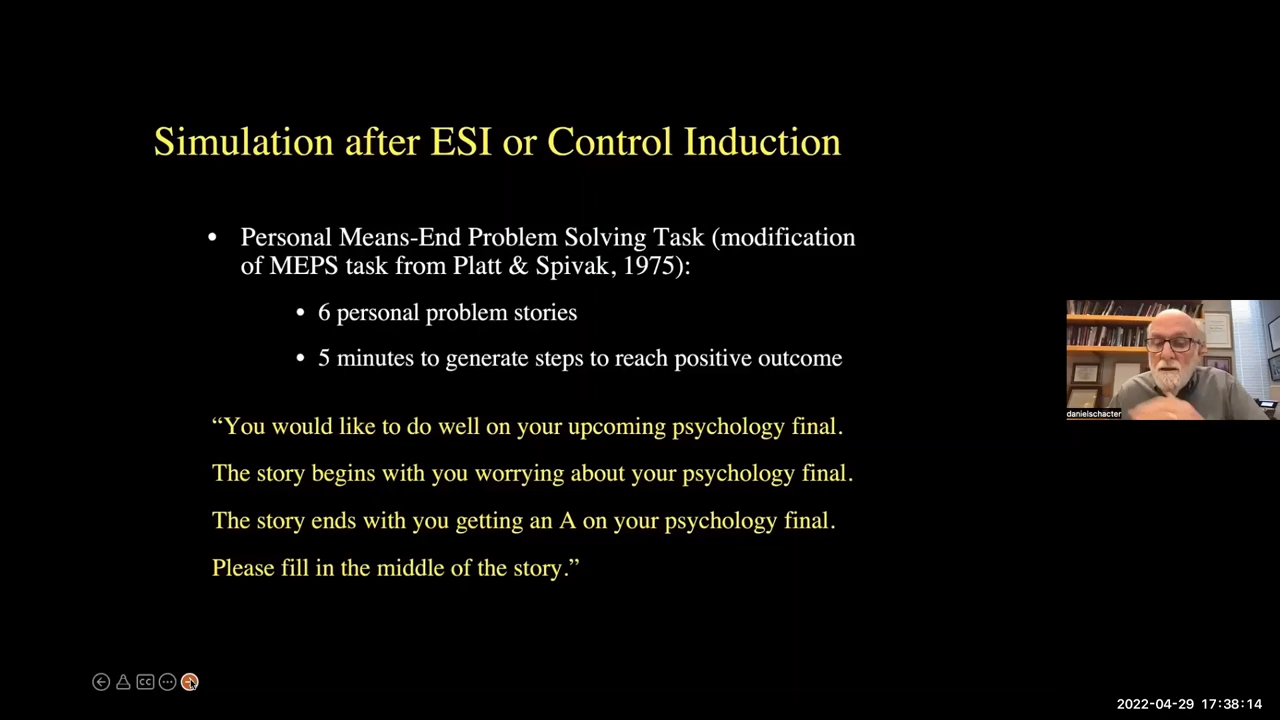 Simulation after ESI or Control Induction
• Personal Means-End Problem Solving Task (modification
of MEPS task from Platt & Spivak, 1975):
• 6 personal problem stories
• 5 minutes to generate steps to reach positive outcome
“You would like to do well on your upcoming psychology final.
The story begins with you worrying about your psychology final.
The story ends with you getting an A on your psychology final.
Please fill in the middle of the story.”
danielschacter
CC
2022-04-29 17:38:14